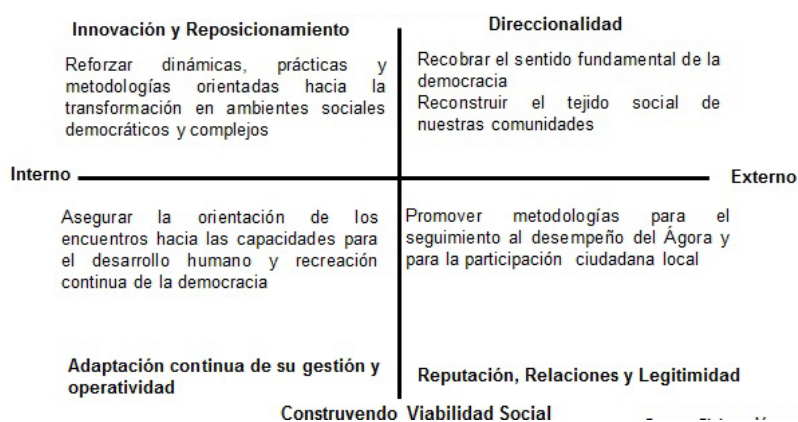 Innovación y Reposicionamiento
Reforzar dinámicas, prácticas y
metodologías orientadas hacia la
transformación en ambientes sociales
democráticos y complejos
Direccionalidad
Recobrar el sentido fundamental de la
democracia
Reconstruir el tejido social de
nuestras comunidades
Interno
Externo
Asegurar la orientación de los
encuentros hacia las capacidades para
el desarrollo humano y recreación
continua de la democracia
Promover metodologías para el
seguimiento al desempeño del Ágora y
para la participación ciudadana local
Adaptación continua de su gestión y
operatividad
Reputación, Relaciones y Legitimidad
Construyendo Viabilidad Social